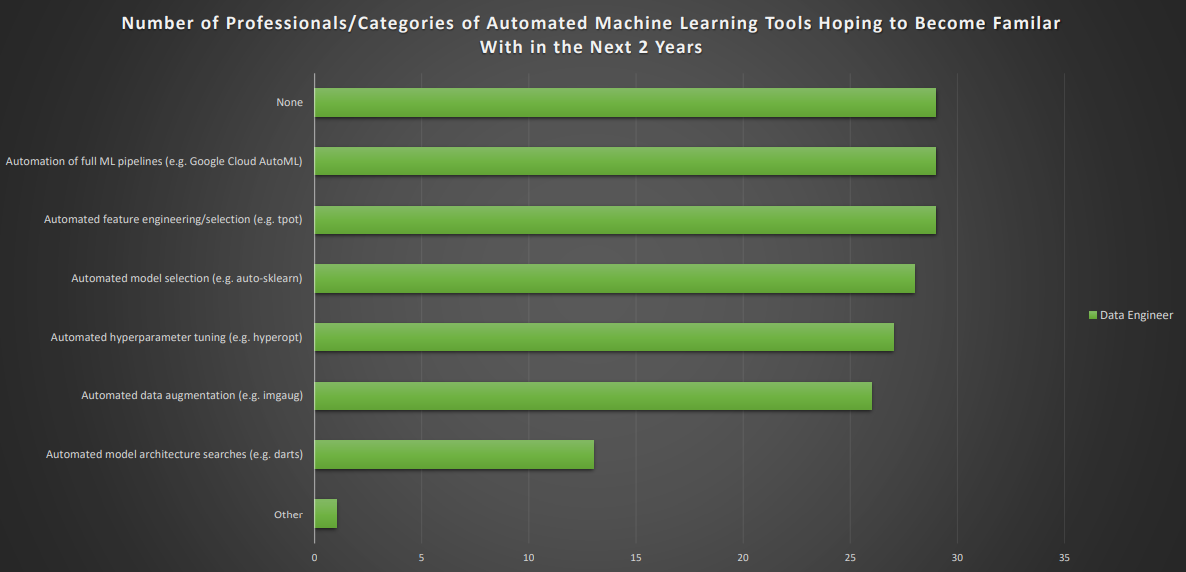 Number of Professionals/Categories of Automated Machine Learning Tools Hoping to Become Familar
With in the Next 2 Years
None
Automation of full ML pipelines (e.g. Google Cloud AutoML)
Automated feature engineering/selection (e.g. tpot)
Automated model selection (e.g. auto-sklearn)
Automated hyperparameter tuning (e.g. hyperopt)
Automated data augmentation (e.g. imgaug)
Automated model architecture searches (e.g. darts)
Other
0 5 10 15 20 25 30 35
Data Engineer